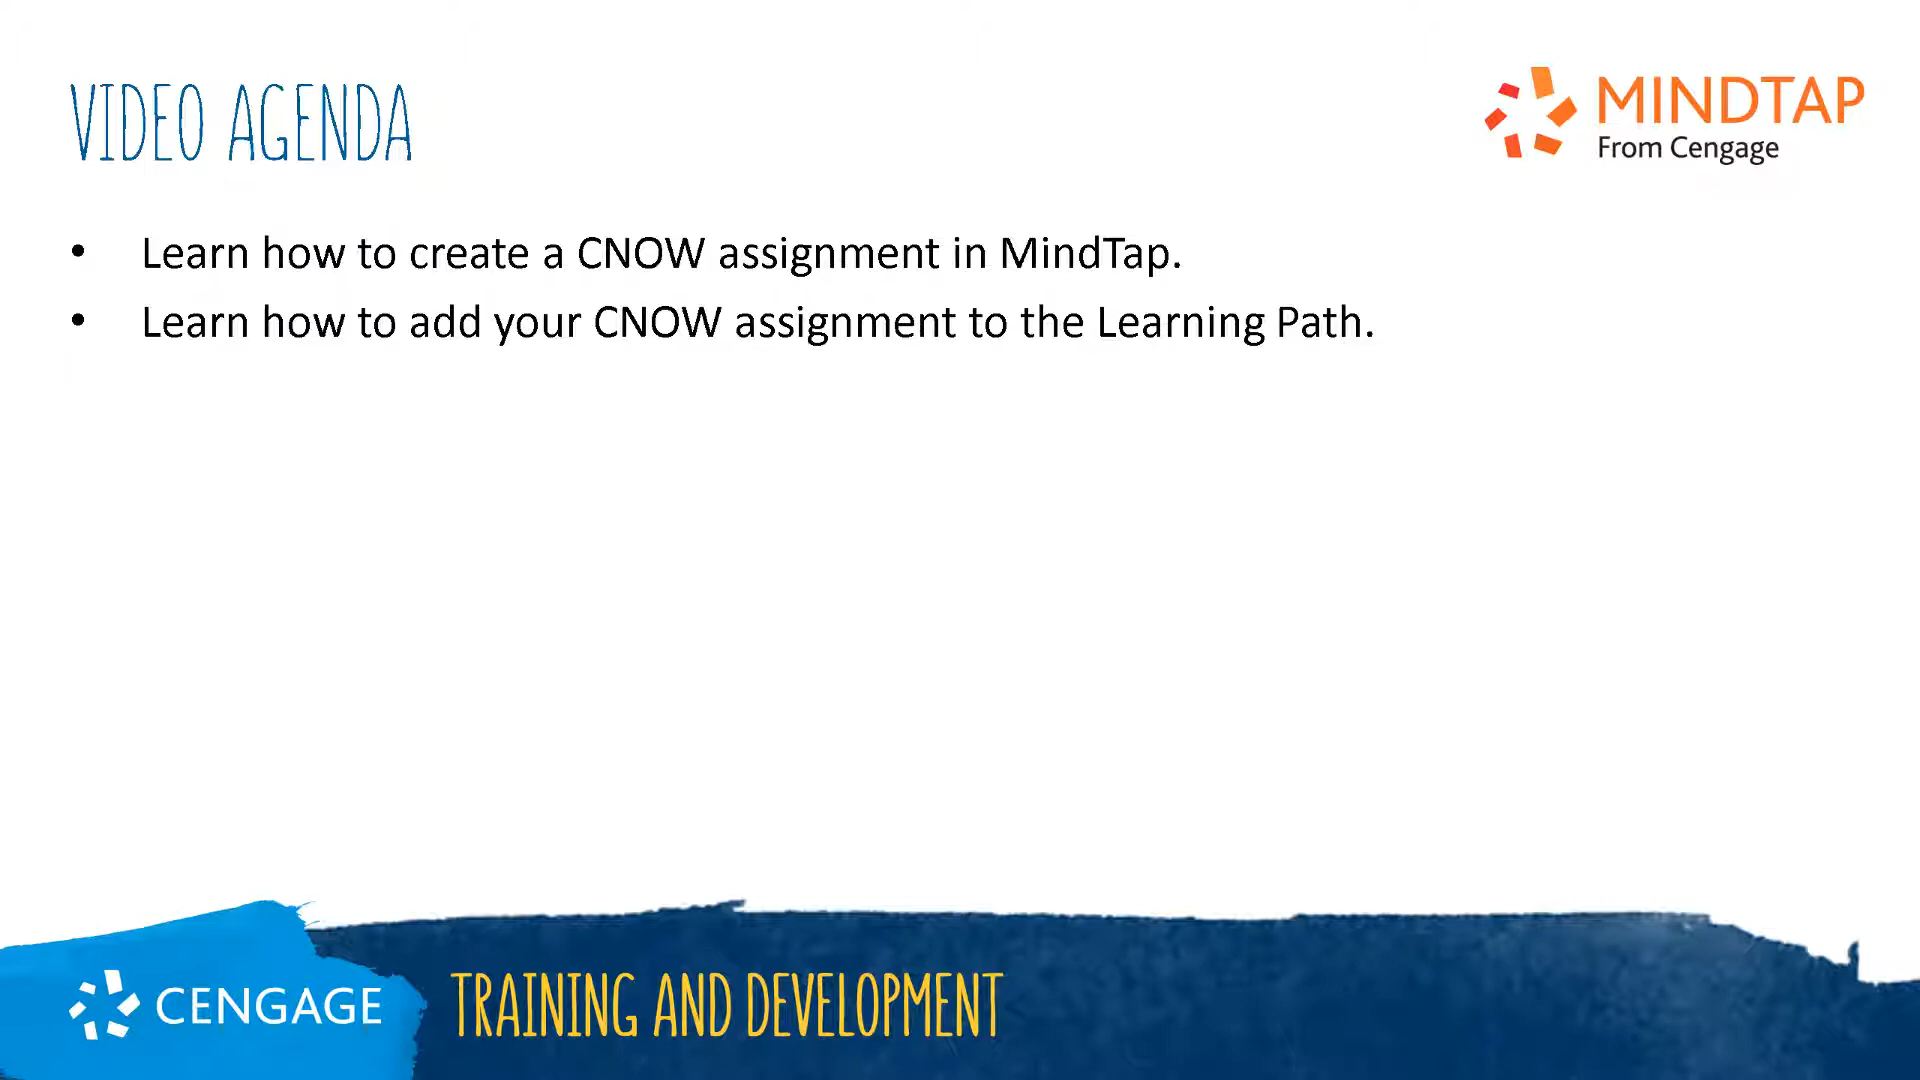 VIDEO AGENDA
MINDTAP
From Cengage
• Learn how to create a CNOW assignment in MindTap.
• Learn how to add your CNOW assignment to the Learning Path.
CENGAGE
TRAINING AND DEVELOPMENT